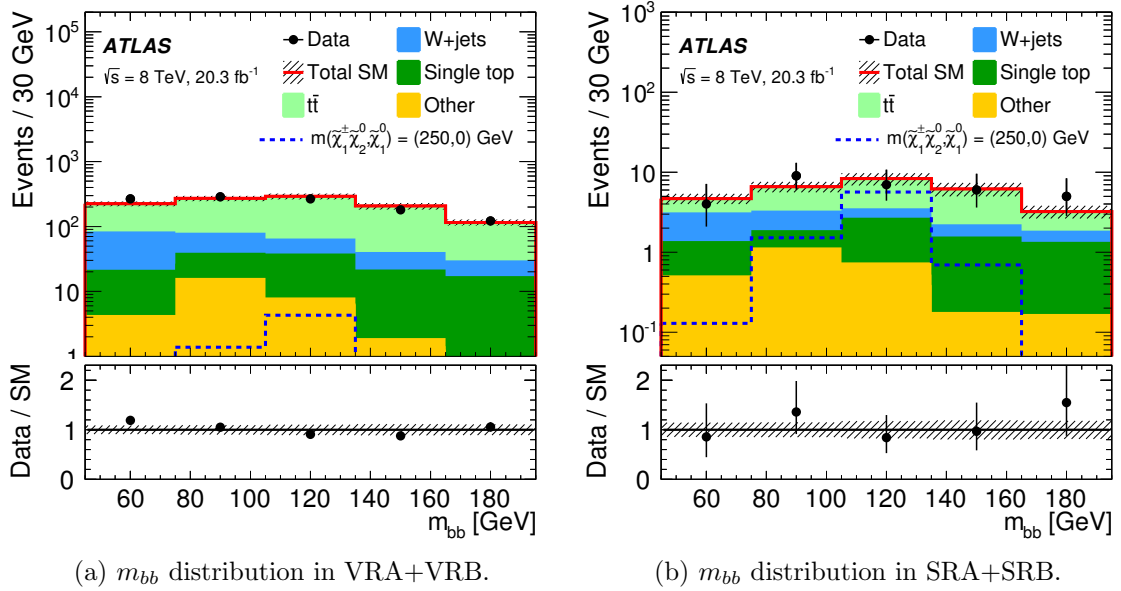 ATLAS
√s = 8 TeV, 20.3 fb⁻¹
Data
W+jets
Total SM
Single top
tt̄
Other
m(χ̃₁±χ̃₂⁰,χ̃₁⁰) = (250,0) GeV
Events / 30 GeV
10⁵
10⁴
10³
10²
10
1
Data / SM
2
1
0
60 80 100 120 140 160 180
m_bb [GeV]
(a) m_bb distribution in VRA+VRB.
ATLAS
√s = 8 TeV, 20.3 fb⁻¹
Data
W+jets
Total SM
Single top
tt̄
Other
m(χ̃₁±χ̃₂⁰,χ̃₁⁰) = (250,0) GeV
Events / 30 GeV
10³
10²
10
1
10⁻¹
Data / SM
2
1
0
60 80 100 120 140 160 180
m_bb [GeV]
(b) m_bb distribution in SRA+SRB.